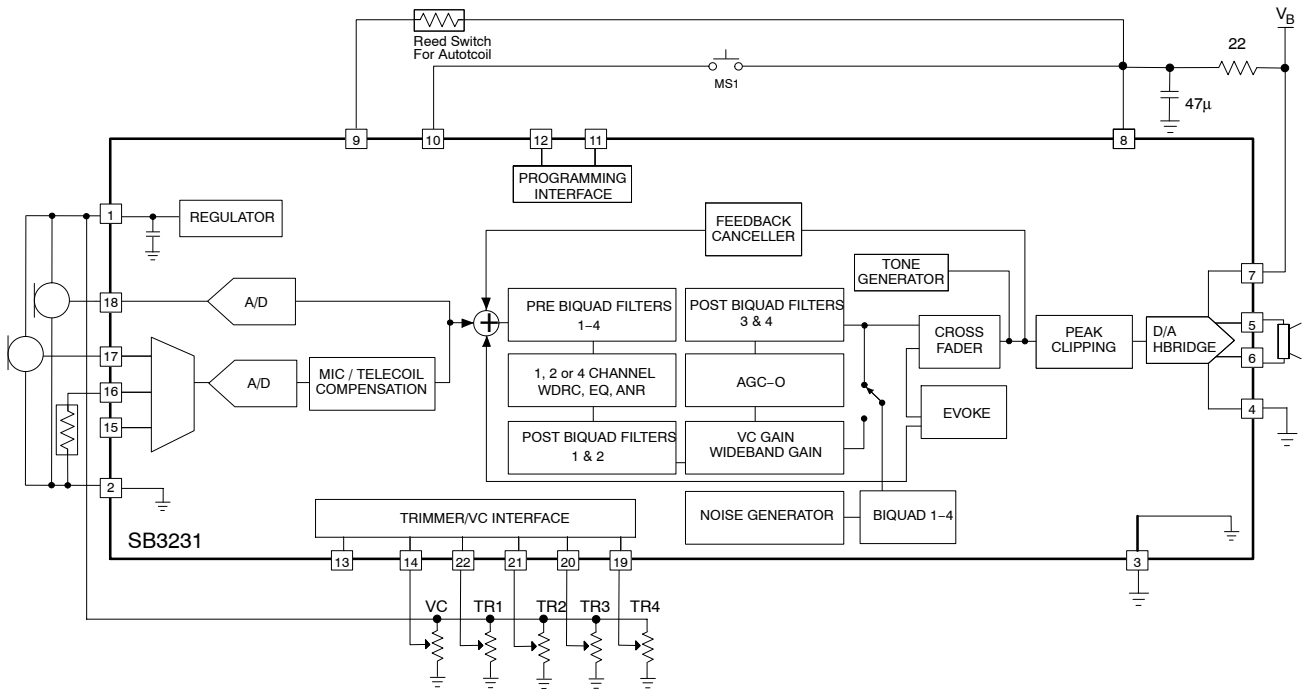 Reed Switch
For Autotcoil
MS1
22
VB
47µ
9
10
12
11
8
PROGRAMMING
INTERFACE
1
REGULATOR
FEEDBACK
CANCELLER
TONE
GENERATOR
7
18
A/D
PRE BIQUAD FILTERS
1–4
POST BIQUAD FILTERS
3 & 4
CROSS
FADER
PEAK
CLIPPING
D/A
HBRIDGE
5
6
17
16
15
A/D
MIC / TELECOIL
COMPENSATION
1, 2 or 4 CHANNEL
WDRC, EQ, ANR
AGC–O
EVOKE
4
POST BIQUAD FILTERS
1 & 2
VC GAIN
WIDEBAND GAIN
2
TRIMMER/VC INTERFACE
NOISE GENERATOR
BIQUAD 1–4
SB3231
13
14
22
21
20
19
3
VC
TR1
TR2
TR3
TR4